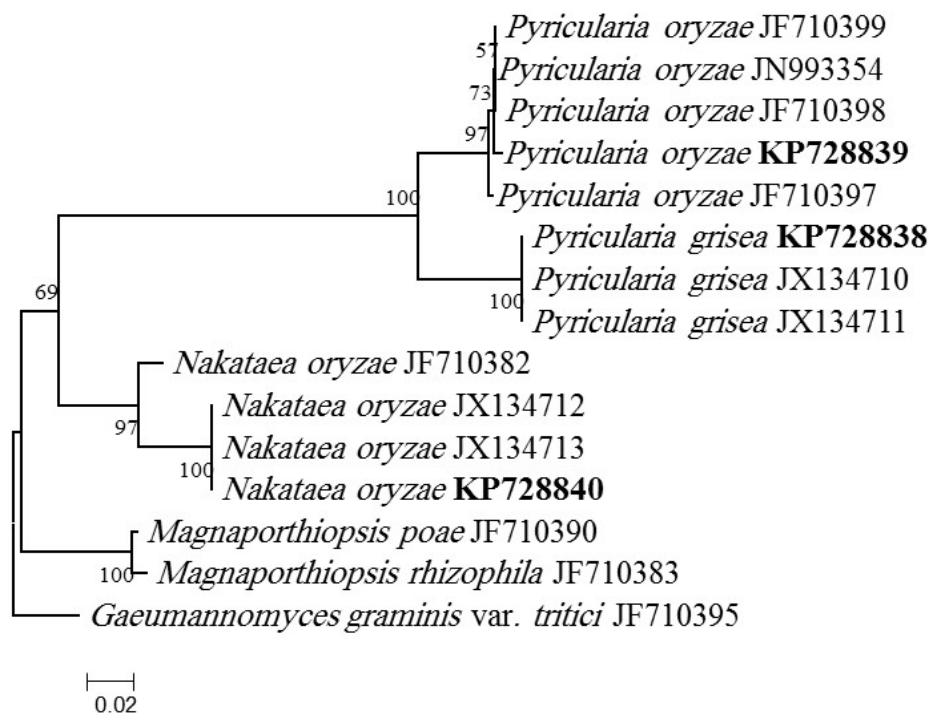 Pyricularia oryzae JF710399
57
Pyricularia oryzae JN993354
73
Pyricularia oryzae JF710398
97
Pyricularia oryzae KP728839
100
Pyricularia oryzae JF710397
Pyricularia grisea KP728838
Pyricularia grisea JX134710
100
Pyricularia grisea JX134711
69
Nakataea oryzae JF710382
Nakataea oryzae JX134712
97
Nakataea oryzae JX134713
100
Nakataea oryzae KP728840
Magnaporthiopsis poae JF710390
100
Magnaporthiopsis rhizophila JF710383
Gaeumannomyces graminis var. tritici JF710395
0.02